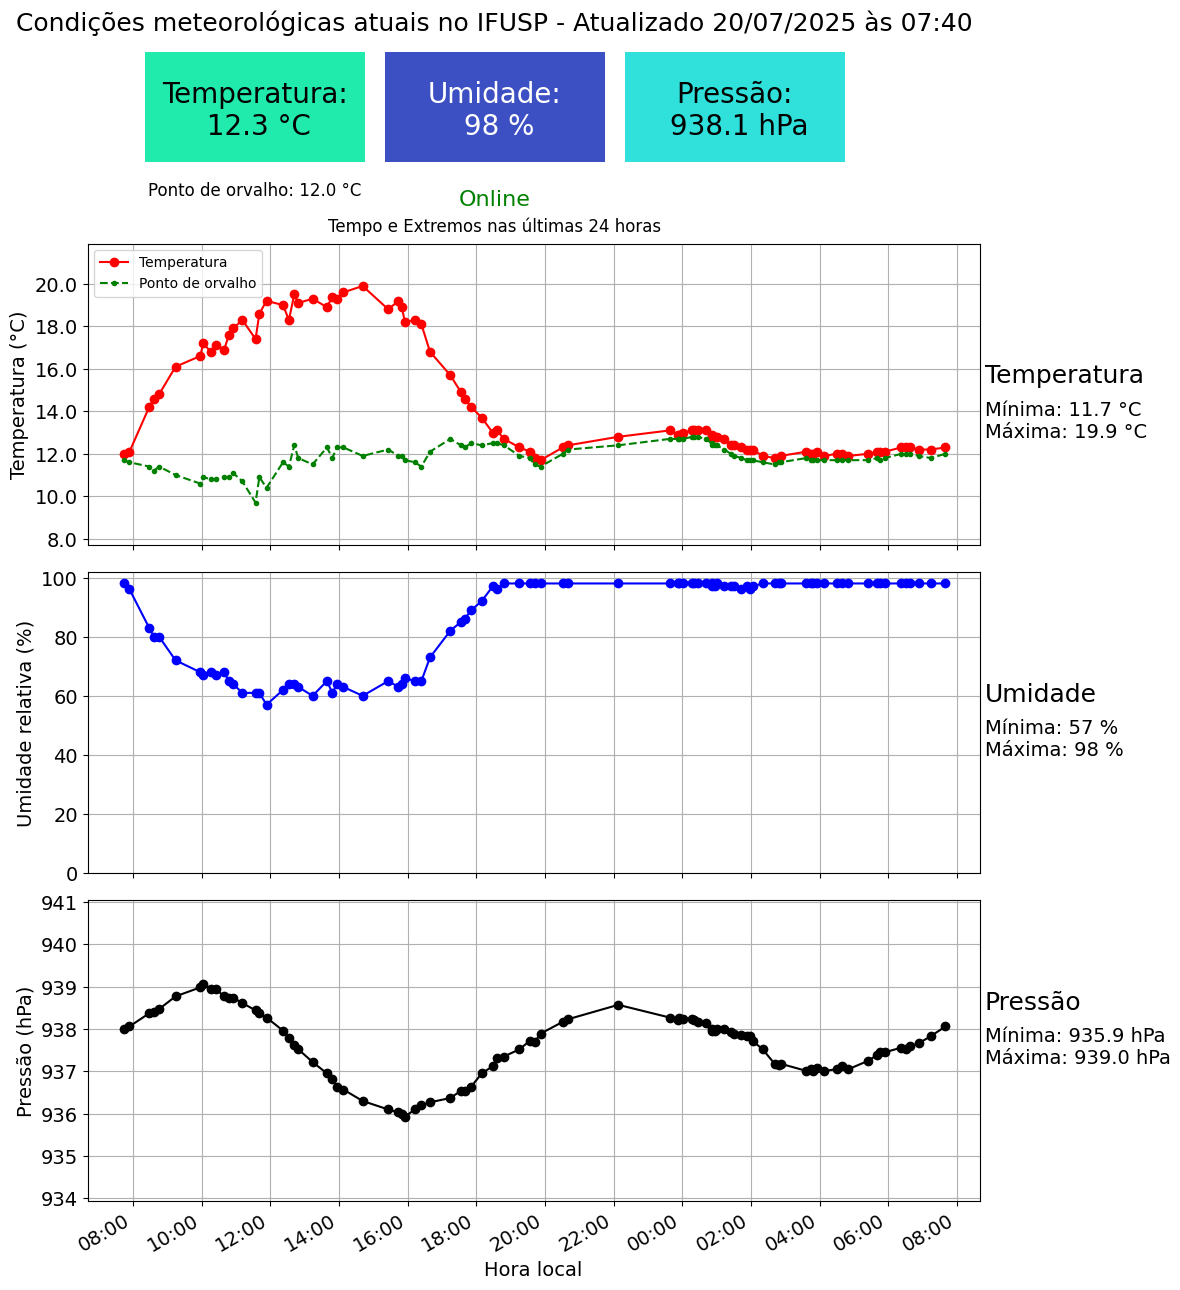 Condições meteorológicas atuais no IFUSP - Atualizado 20/07/2025 às 07:40
Temperatura:
12.3 °C
Umidade:
98 %
Pressão:
938.1 hPa
Ponto de orvalho: 12.0 °C
Online
Tempo e Extremos nas últimas 24 horas
Temperatura
Ponto de orvalho
Temperatura (°C)
20.0
18.0
16.0
14.0
12.0
10.0
8.0
Temperatura
Mínima: 11.7 °C
Máxima: 19.9 °C
Umidade relativa (%)
100
80
60
40
20
0
Umidade
Mínima: 57 %
Máxima: 98 %
Pressão (hPa)
941
940
939
938
937
936
935
934
Pressão
Mínima: 935.9 hPa
Máxima: 939.0 hPa
08:00
10:00
12:00
14:00
16:00
18:00
20:00
22:00
00:00
02:00
04:00
06:00
08:00
Hora local